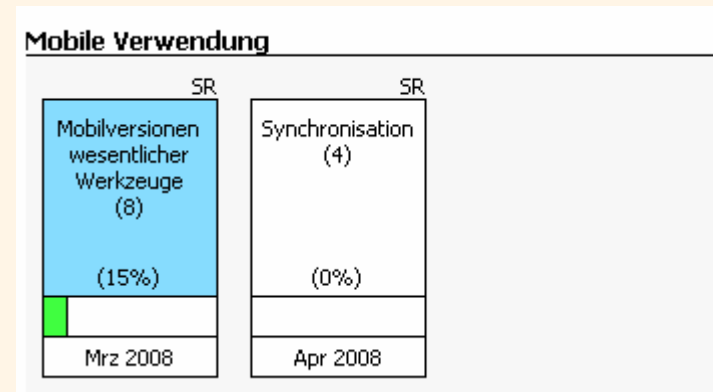 Mobile Verwendung
SR
Mobilversionen
wesentlicher
Werkzeuge
(8)
(15%)
Mrz 2008
SR
Synchronisation
(4)
(0%)
Apr 2008